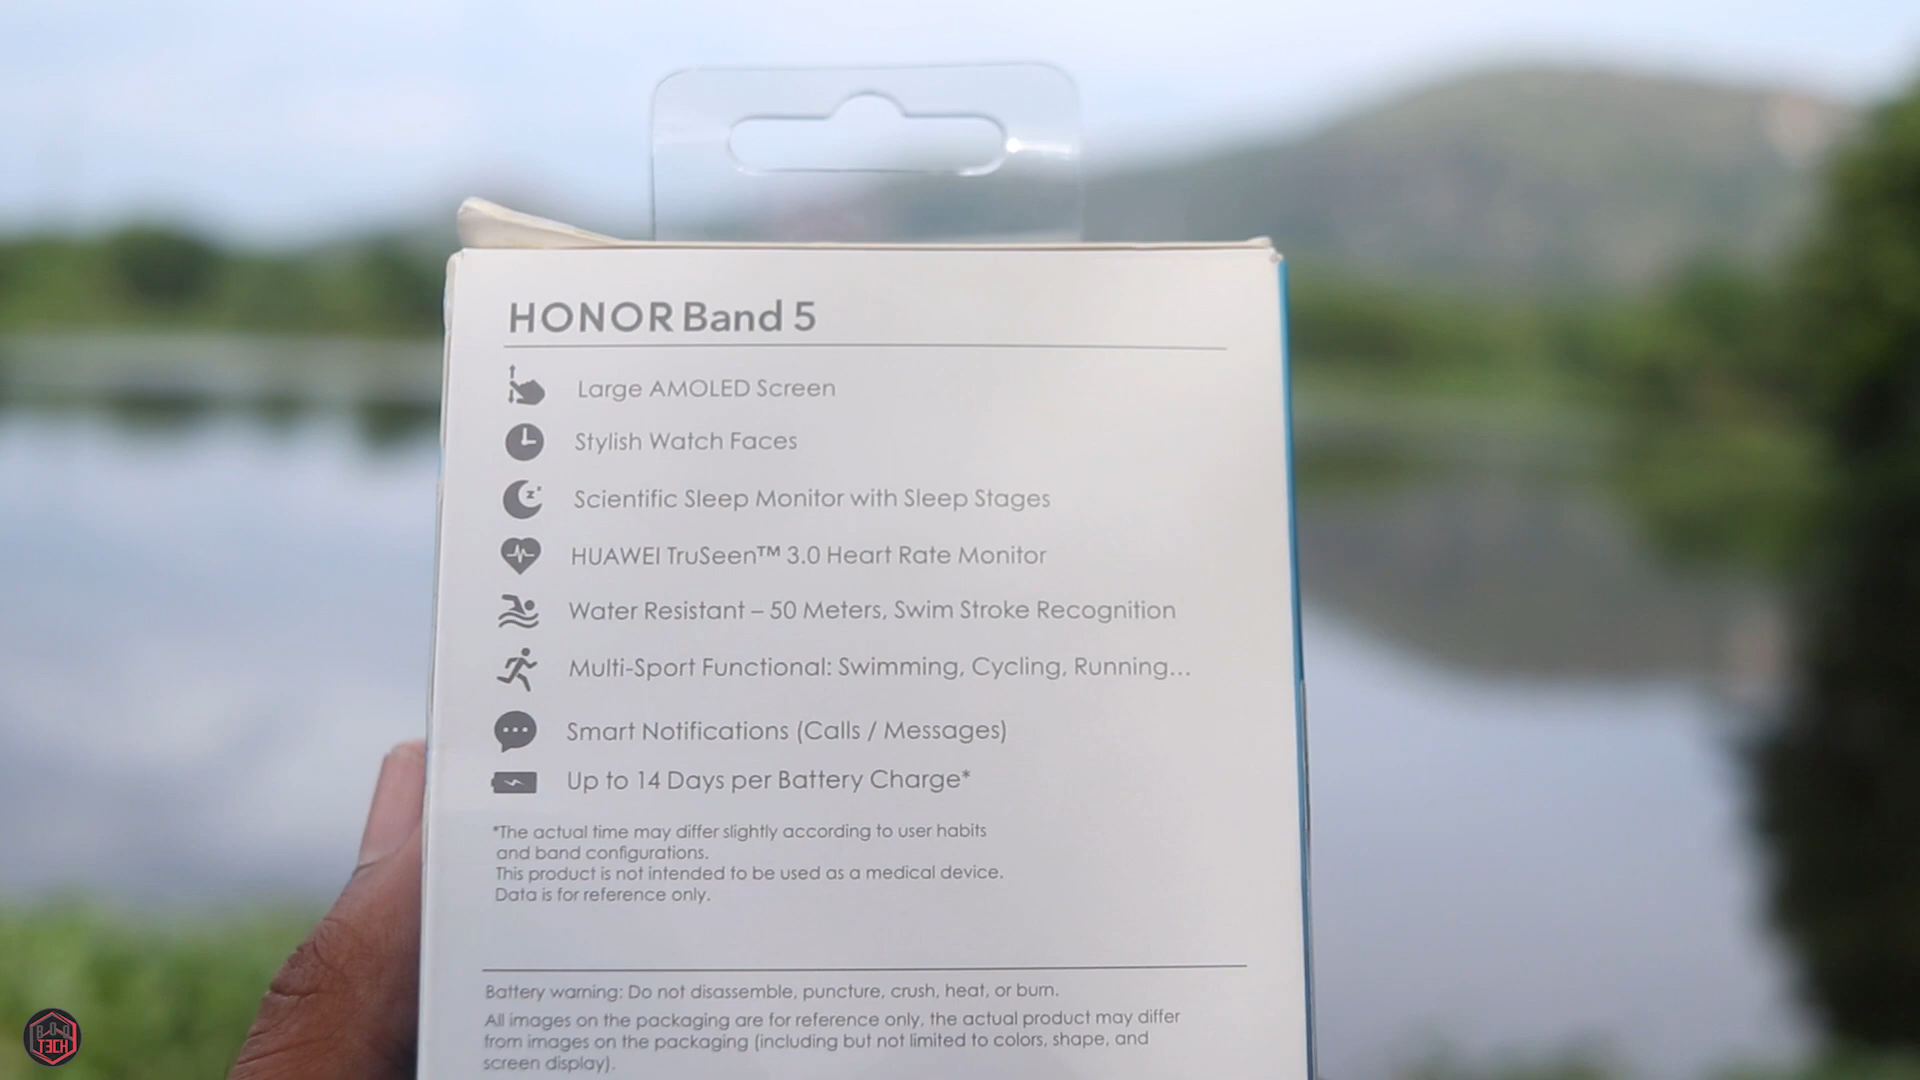 HONOR Band 5
Large AMOLED Screen
Stylish Watch Faces
Scientific Sleep Monitor with Sleep Stages
HUAWEI TruSeen™ 3.0 Heart Rate Monitor
Water Resistant – 50 Meters, Swim Stroke Recognition
Multi-Sport Functional: Swimming, Cycling, Running...
Smart Notifications (Calls / Messages)
Up to 14 Days per Battery Charge*
*The actual time may differ slightly according to user habits
and band configurations.
This product is not intended to be used as a medical device.
Data is for reference only.
Battery warning: Do not disassemble, puncture, crush, heat, or burn.
All images on the packaging are for reference only, the actual product may differ
from images on the packaging (including but not limited to colors, shape, and
screen display).
T3CH